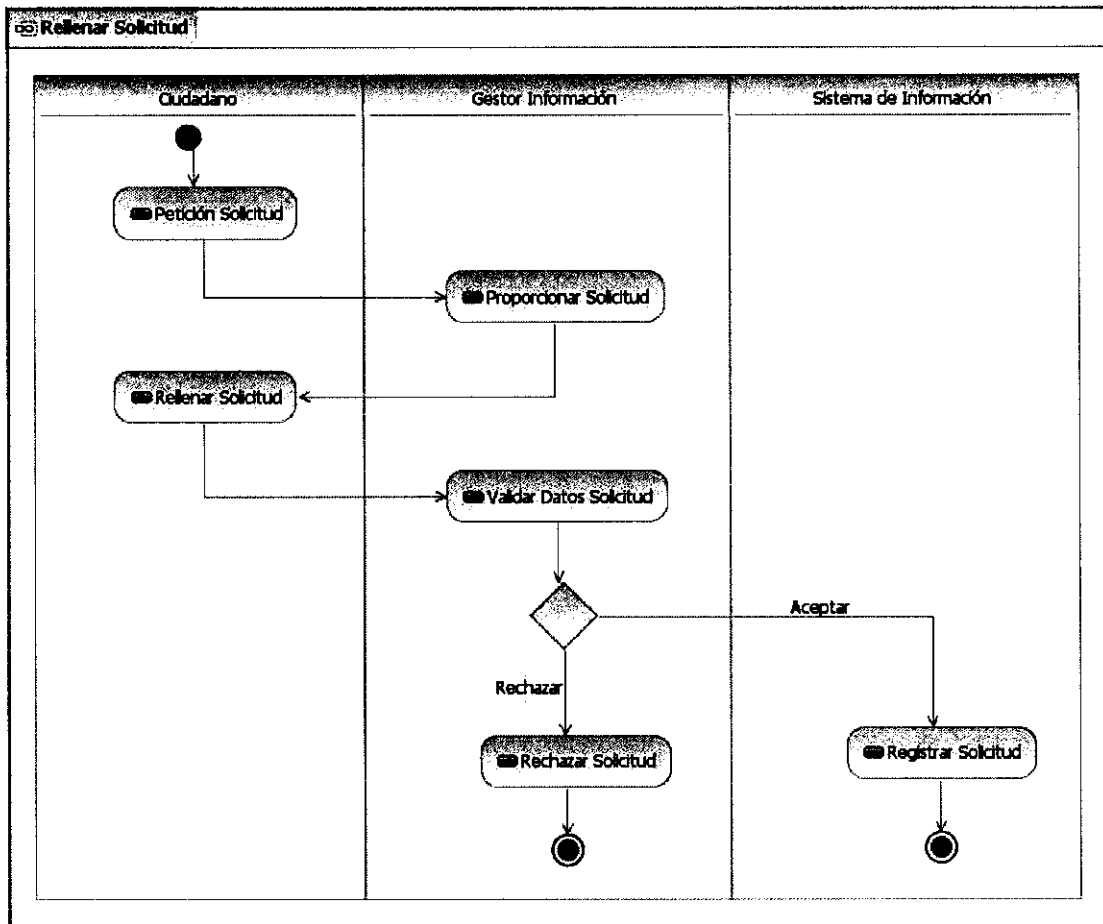 Rellenar Solicitud
Ciudadano
Gestor Información
Sistema de Información
Petición Solicitud
Proporcionar Solicitud
Rellenar Solicitud
Validar Datos Solicitud
Aceptar
Rechazar
Rechazar Solicitud
Registrar Solicitud